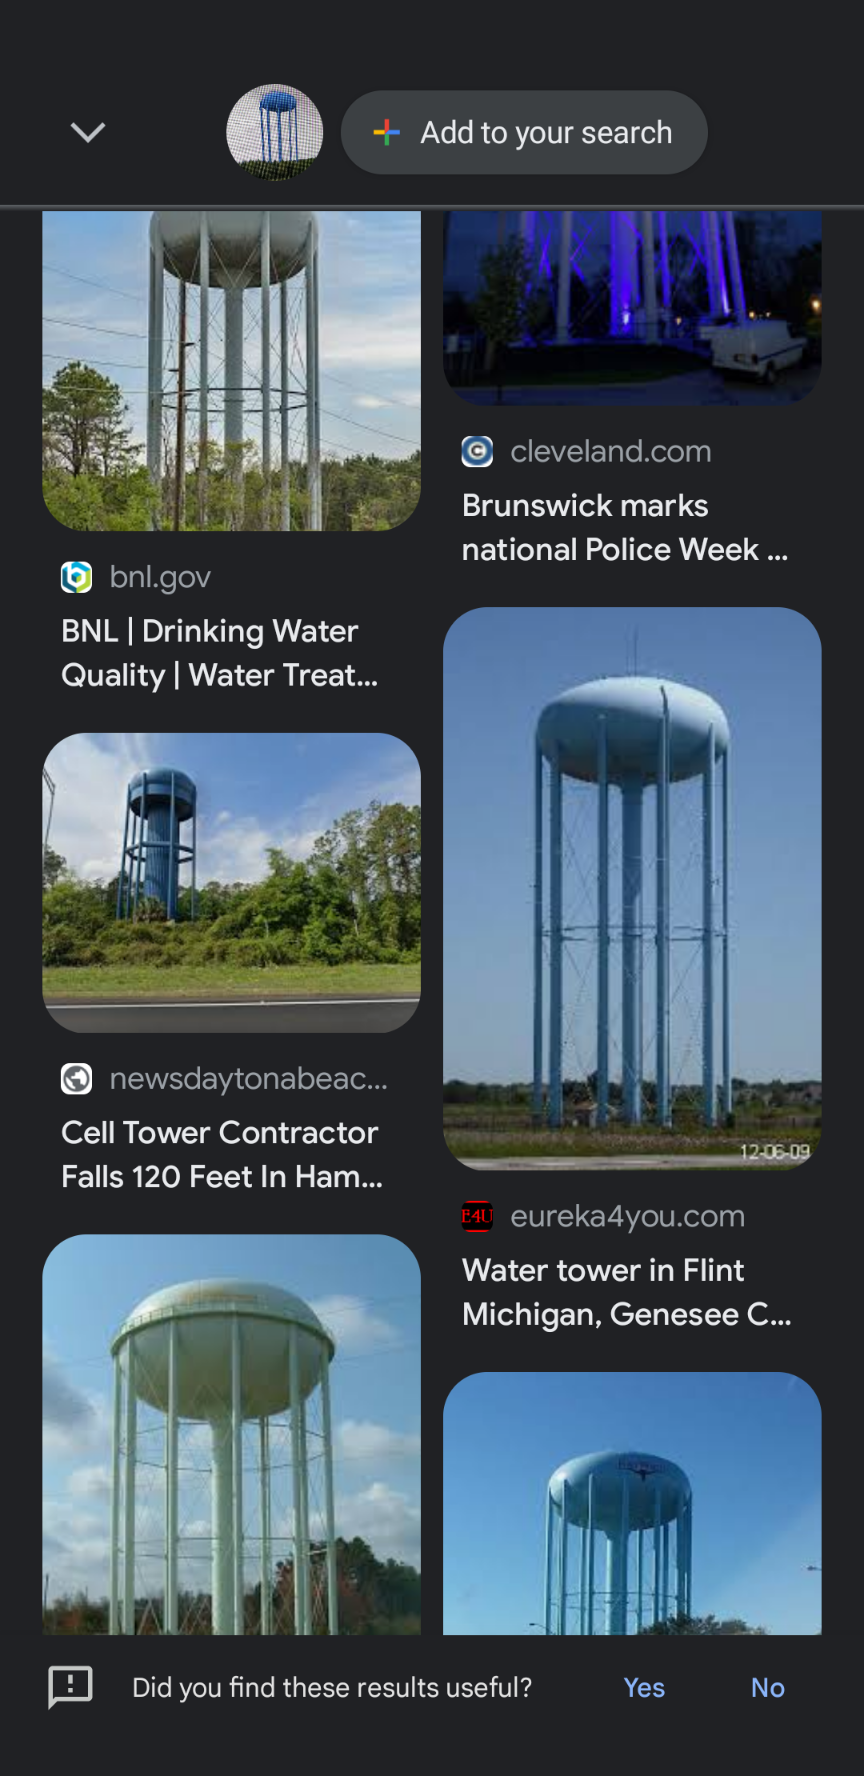 Add to your search
cleveland.com
Brunswick marks
national Police Week ...
bnl.gov
BNL | Drinking Water
Quality | Water Treat...
12-06-09
newsdaytonabeac...
Cell Tower Contractor
Falls 120 Feet In Ham...
E4U
eureka4you.com
Water tower in Flint
Michigan, Genesee C...
Did you find these results useful?
Yes
No